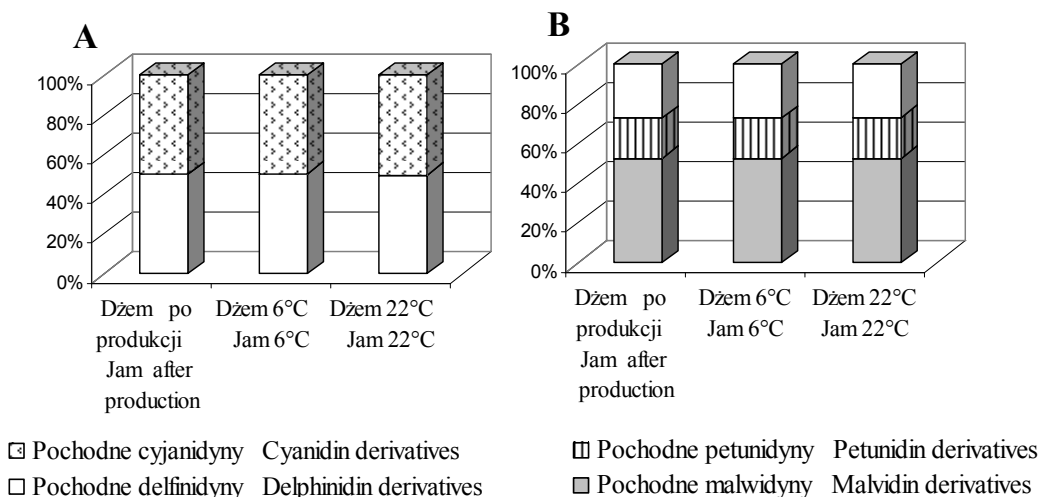 A
100%
80%
60%
40%
20%
0%
Dżem po
produkcji
Jam after
production
Dżem 6°C
Jam 6°C
Dżem 22°C
Jam 22°C
Pochodne cyjanidyny Cyanidin derivatives
Pochodne delfinidyny Delphinidin derivatives
B
100%
80%
60%
40%
20%
0%
Dżem po
produkcji
Jam after
production
Dżem 6°C
Jam 6°C
Dżem 22°C
Jam 22°C
Pochodne petunidyny Petunidin derivatives
Pochodne malwidyny Malvidin derivatives